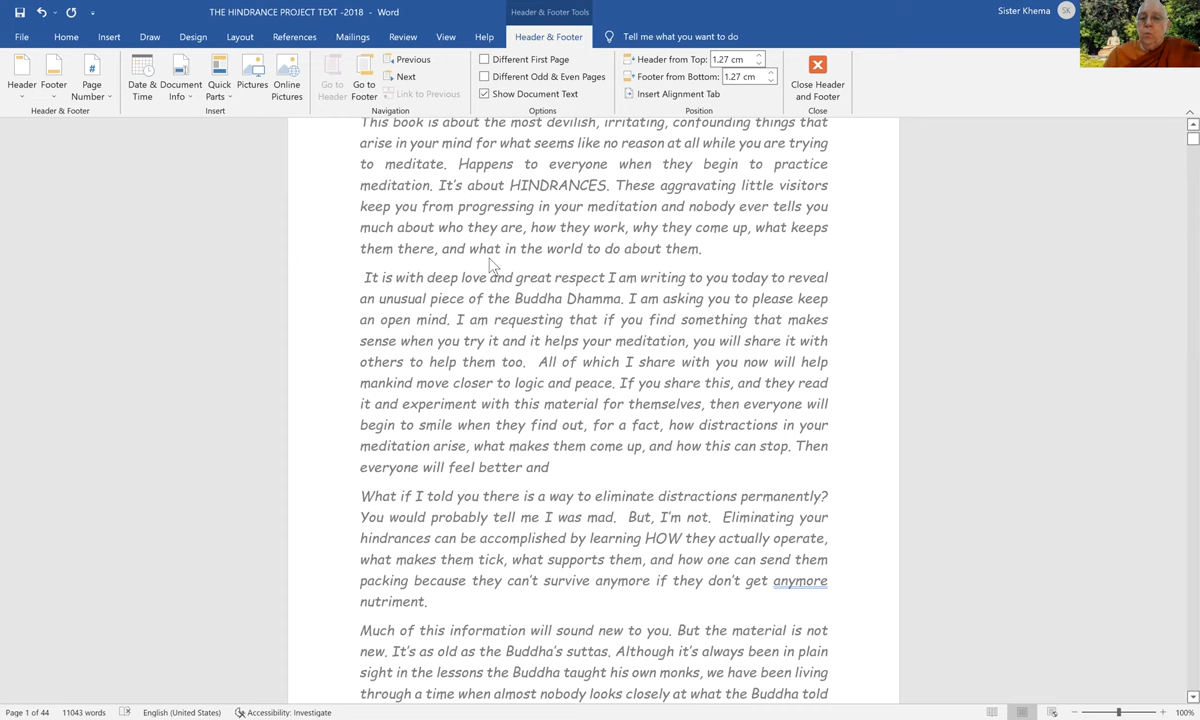 THE HINDRANCE PROJECT TEXT -2018 - Word
Header & Footer Tools
Sister Khema
SK
File Home Insert Draw Design Layout References Mailings Review View Help Header & Footer Tell me what you want to do
Header
Footer
Page Number
Header & Footer
Date & Time
Document Info
Quick Parts
Pictures
Online Pictures
Insert
Go to Header
Go to Footer
Previous
Next
Link to Previous
Navigation
Different First Page
Different Odd & Even Pages
Show Document Text
Options
Header from Top: 1.27 cm
Footer from Bottom: 1.27 cm
Insert Alignment Tab
Position
Close Header and Footer
Close
This book is about the most devilish, irritating, confounding things that
arise in your mind for what seems like no reason at all while you are trying
to meditate. Happens to everyone when they begin to practice
meditation. It's about HINDRANCES. These aggravating little visitors
keep you from progressing in your meditation and nobody ever tells you
much about who they are, how they work, why they come up, what keeps
them there, and what in the world to do about them.
It is with deep love and great respect I am writing to you today to reveal
an unusual piece of the Buddha Dhamma. I am asking you to please keep
an open mind. I am requesting that if you find something that makes
sense when you try it and it helps your meditation, you will share it with
others to help them too. All of which I share with you now will help
mankind move closer to logic and peace. If you share this, and they read
it and experiment with this material for themselves, then everyone will
begin to smile when they find out, for a fact, how distractions in your
meditation arise, what makes them come up, and how this can stop. Then
everyone will feel better and
What if I told you there is a way to eliminate distractions permanently?
You would probably tell me I was mad. But, I'm not. Eliminating your
hindrances can be accomplished by learning HOW they actually operate,
what makes them tick, what supports them, and how one can send them
packing because they can't survive anymore if they don't get anymore
nutriment.
Much of this information will sound new to you. But the material is not
new. It's as old as the Buddha's suttas. Although it's always been in plain
sight in the lessons the Buddha taught his own monks, we have been living
through a time when almost nobody looks closely at what the Buddha told
Page 1 of 44 11043 words English (United States) Accessibility: Investigate 100%